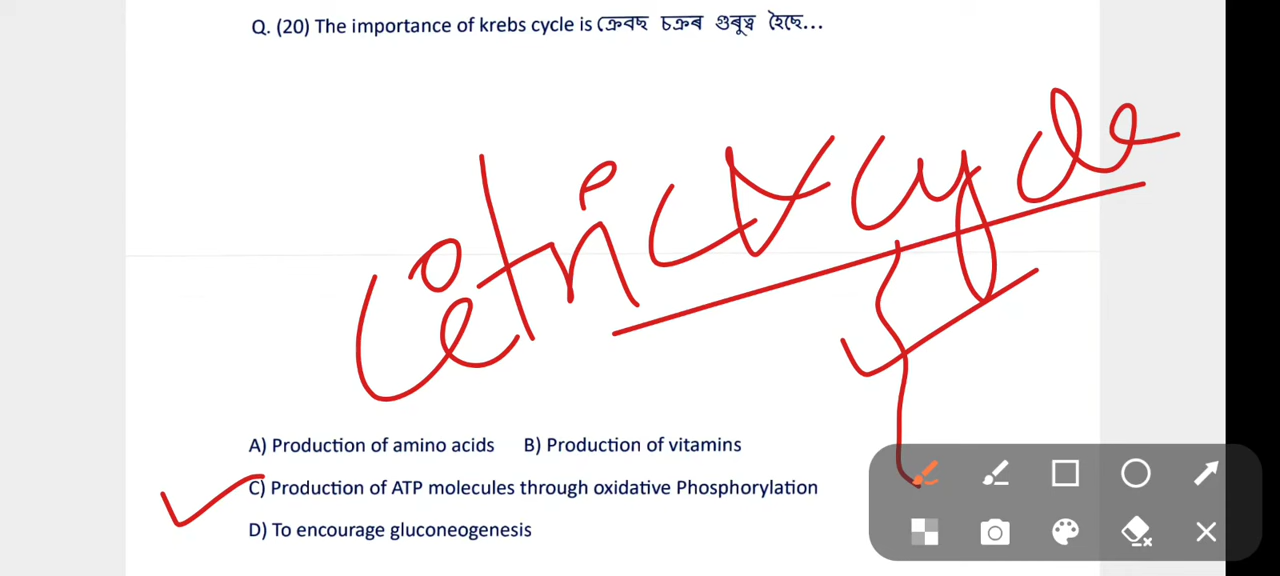 Q. (20) The importance of krebs cycle is ক্ৰেবছ চক্ৰৰ গুৰুত্ব হৈছে...
citric cycle
A) Production of amino acids B) Production of vitamins
C) Production of ATP molecules through oxidative Phosphorylation
D) To encourage gluconeogenesis